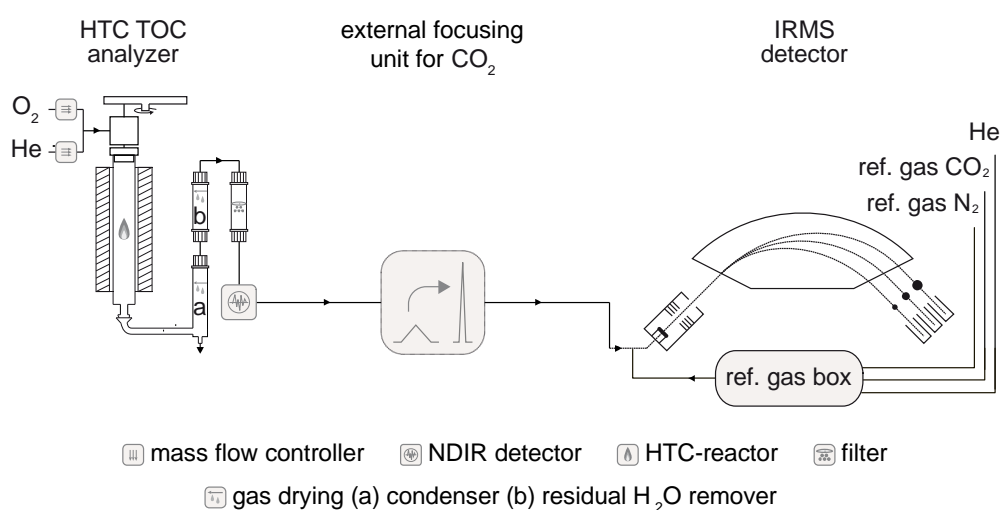 HTC TOC
analyzer
external focusing
unit for CO₂
IRMS
detector
O₂
He
He
ref. gas CO₂
ref. gas N₂
b
a
ref. gas box
mass flow controller
NDIR detector
HTC-reactor
filter
gas drying (a) condenser (b) residual H₂O remover